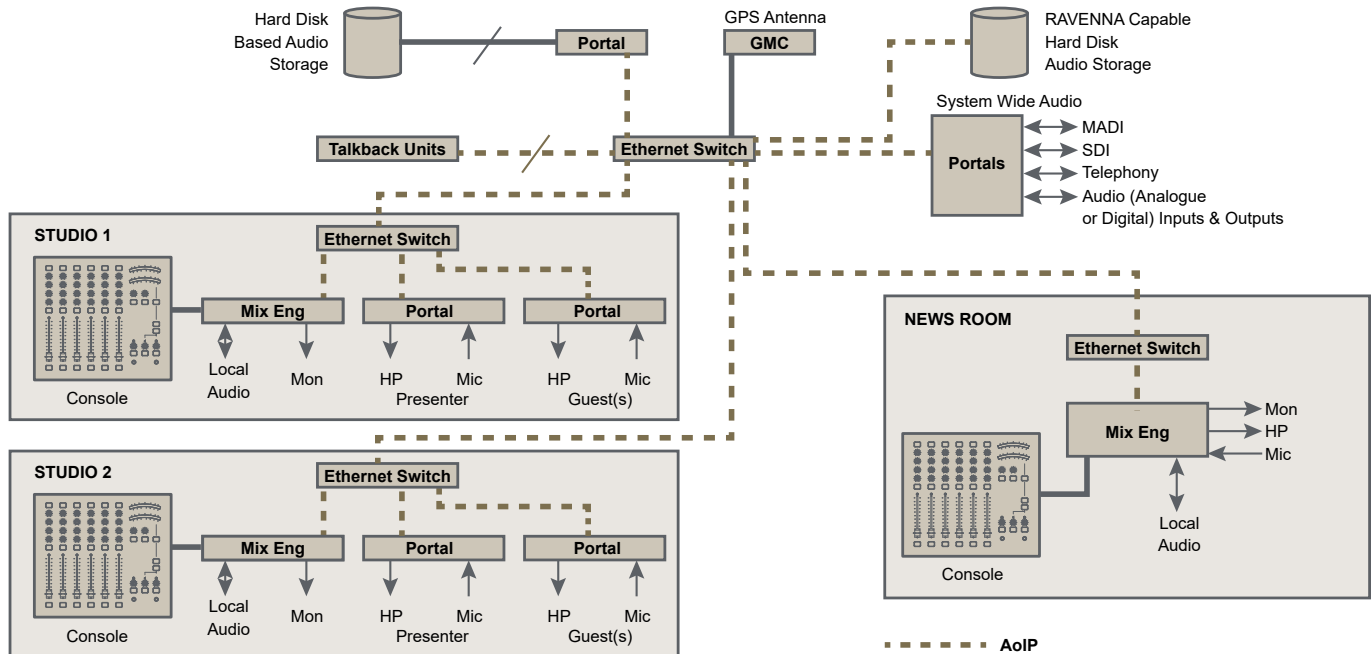 Hard Disk
Based Audio
Storage
Portal
GPS Antenna
GMC
RAVENNA Capable
Hard Disk
Audio Storage
System Wide Audio
Talkback Units
Ethernet Switch
Portals
MADI
SDI
Telephony
Audio (Analogue
or Digital) Inputs & Outputs
STUDIO 1
Ethernet Switch
Mix Eng
Portal
Portal
Local
Audio
Mon
HP
Mic
Presenter
HP
Mic
Guest(s)
Console
STUDIO 2
Ethernet Switch
Mix Eng
Portal
Portal
Local
Audio
Mon
HP
Mic
Presenter
HP
Mic
Guest(s)
Console
NEWS ROOM
Ethernet Switch
Mix Eng
Mon
HP
Mic
Local
Audio
Console
AoIP